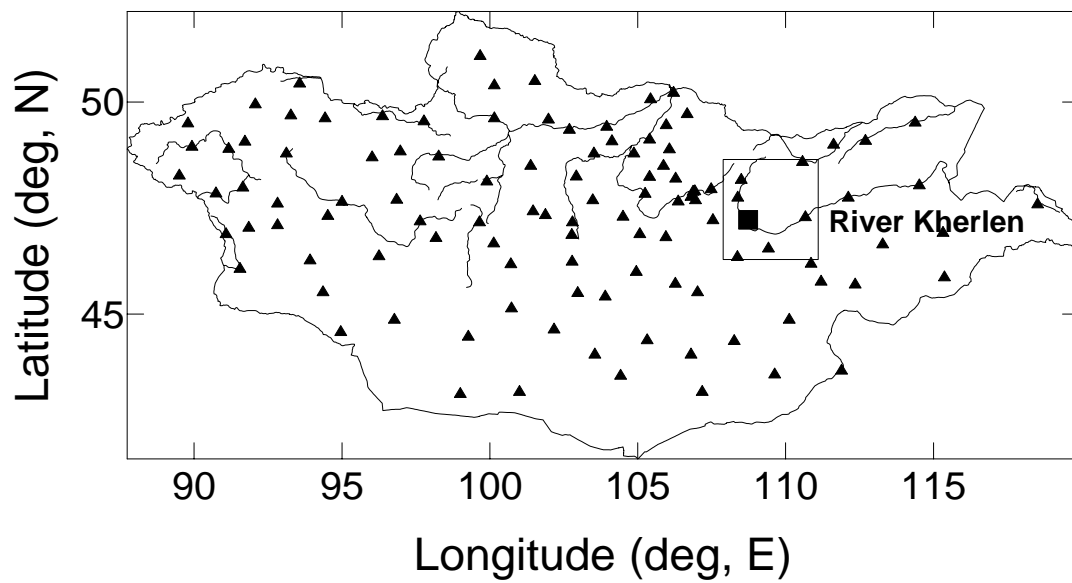 50
45
Latitude (deg, N)
River Kherlen
90 95 100 105 110 115
Longitude (deg, E)